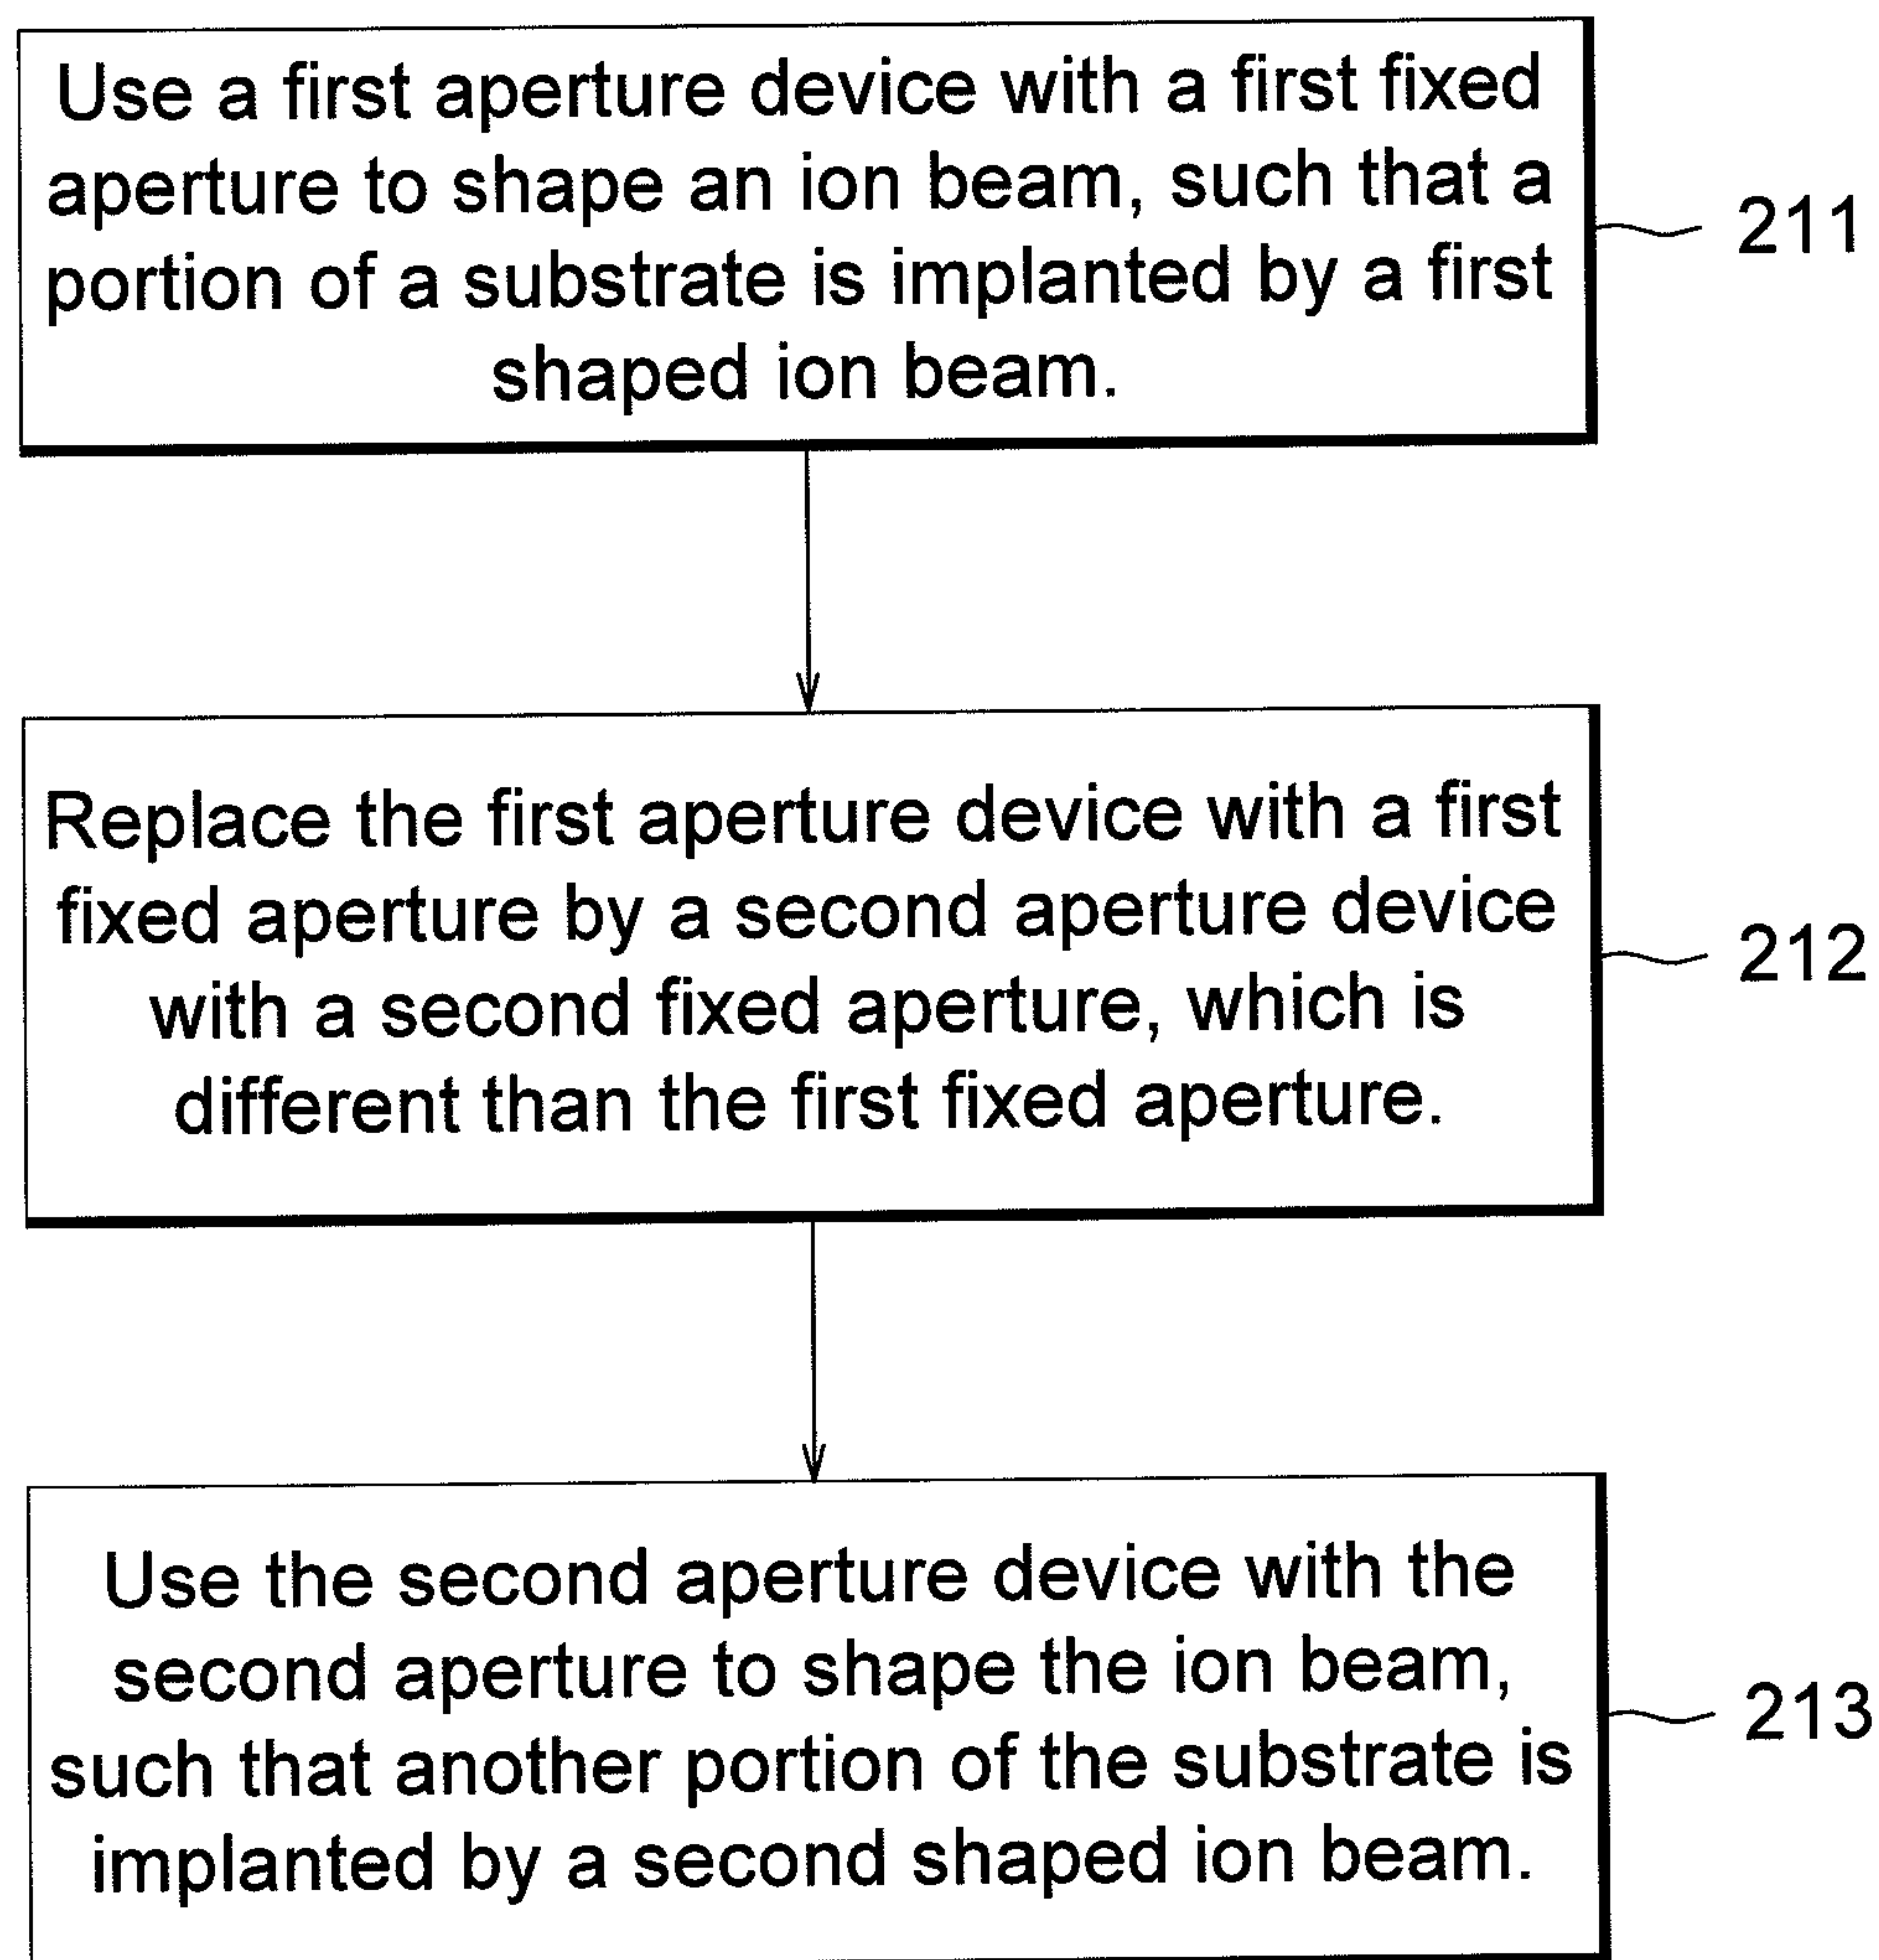 Use a first aperture device with a first fixed
aperture to shape an ion beam, such that a
portion of a substrate is implanted by a first
shaped ion beam.
211
Replace the first aperture device with a first
fixed aperture by a second aperture device
with a second fixed aperture, which is
different than the first fixed aperture.
212
Use the second aperture device with the
second aperture to shape the ion beam,
such that another portion of the substrate is
implanted by a second shaped ion beam.
213